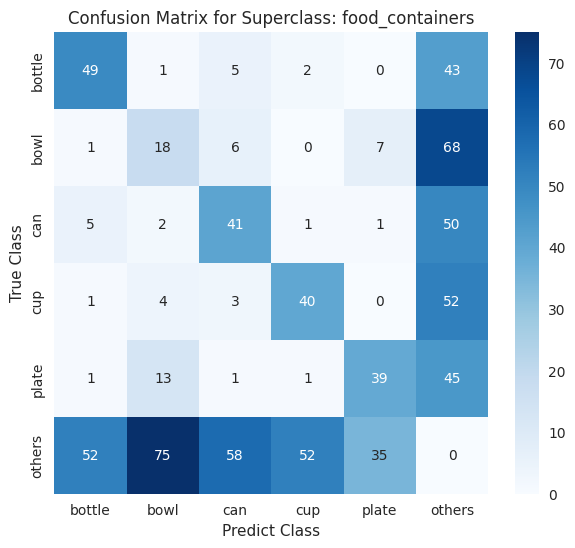 Confusion Matrix for Superclass: food_containers
True Class
bottle 49 1 5 2 0 43
bowl 1 18 6 0 7 68
can 5 2 41 1 1 50
cup 1 4 3 40 0 52
plate 1 13 1 1 39 45
others 52 75 58 52 35 0
bottle bowl can cup plate others
Predict Class
70
60
50
40
30
20
10
0